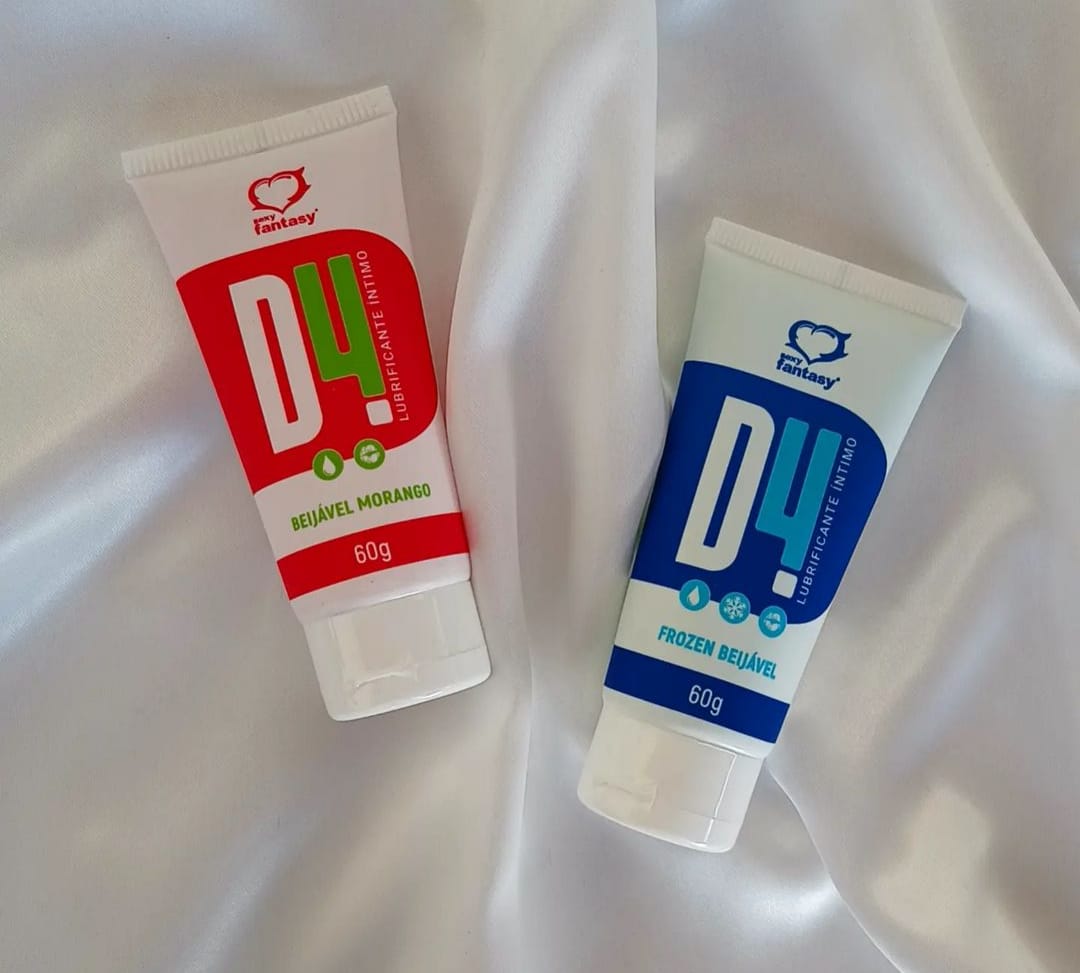 sexy
fantasy
D4
LUBRIFICANTE ÍNTIMO
BEIJÁVEL MORANGO
60g
sexy
fantasy
D4
LUBRIFICANTE ÍNTIMO
FROZEN BEIJÁVEL
60g